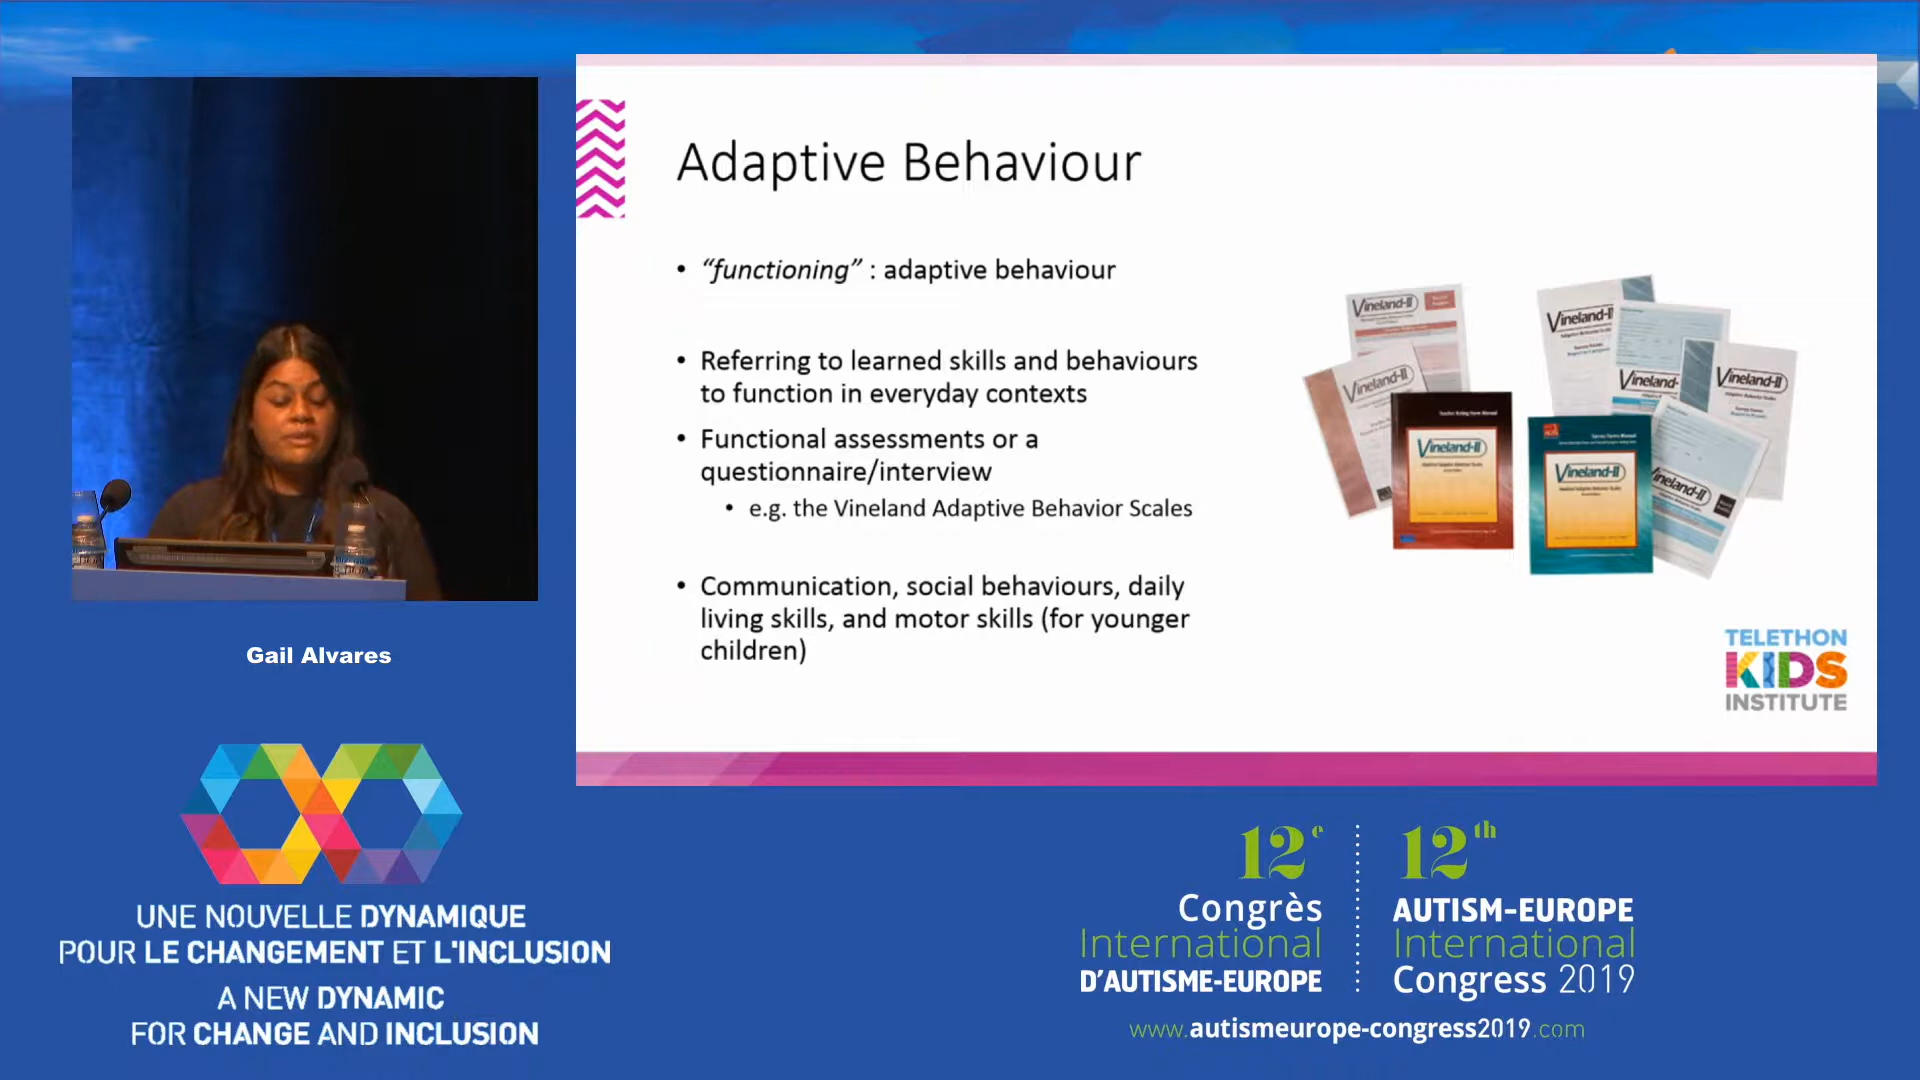 Adaptive Behaviour
• “functioning” : adaptive behaviour
• Referring to learned skills and behaviours
to function in everyday contexts
• Functional assessments or a
questionnaire/interview
• e.g. the Vineland Adaptive Behavior Scales
• Communication, social behaviours, daily
living skills, and motor skills (for younger
children)
Vineland-II
Vineland-II
Vineland-II
Vineland-II
Vineland-
Vineland-II
Vineland-II
Vineland-II
TELETHON
KIDS
INSTITUTE
Gail Alvares
UNE NOUVELLE DYNAMIQUE
POUR LE CHANGEMENT ET L'INCLUSION
A NEW DYNAMIC
FOR CHANGE AND INCLUSION
12e
Congrès
International
D'AUTISME-EUROPE
12th
AUTISM-EUROPE
International
Congress 2019
www.autismeurope-congress2019.com